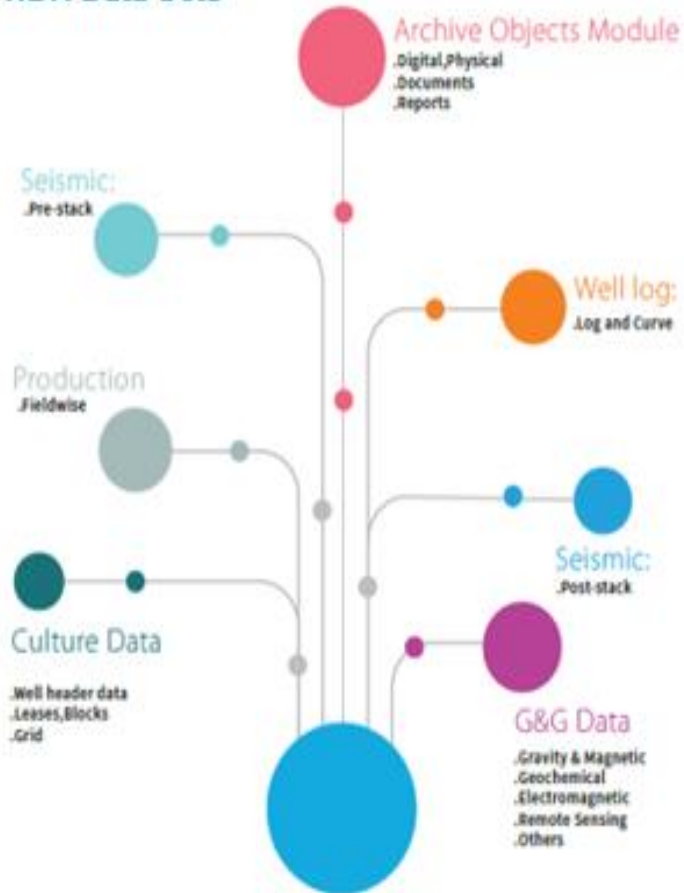 Archive Objects Module
.Digital,Physical
.Documents
.Reports
Seismic:
.Pre-stack
Well log:
.Log and Curve
Production
.Fieldwise
Seismic:
.Post-stack
Culture Data
.Well header data
.Leases,Blocks
.Grid
G&G Data
.Gravity & Magnetic
.Geochemical
.Electromagnetic
.Remote Sensing
.Others